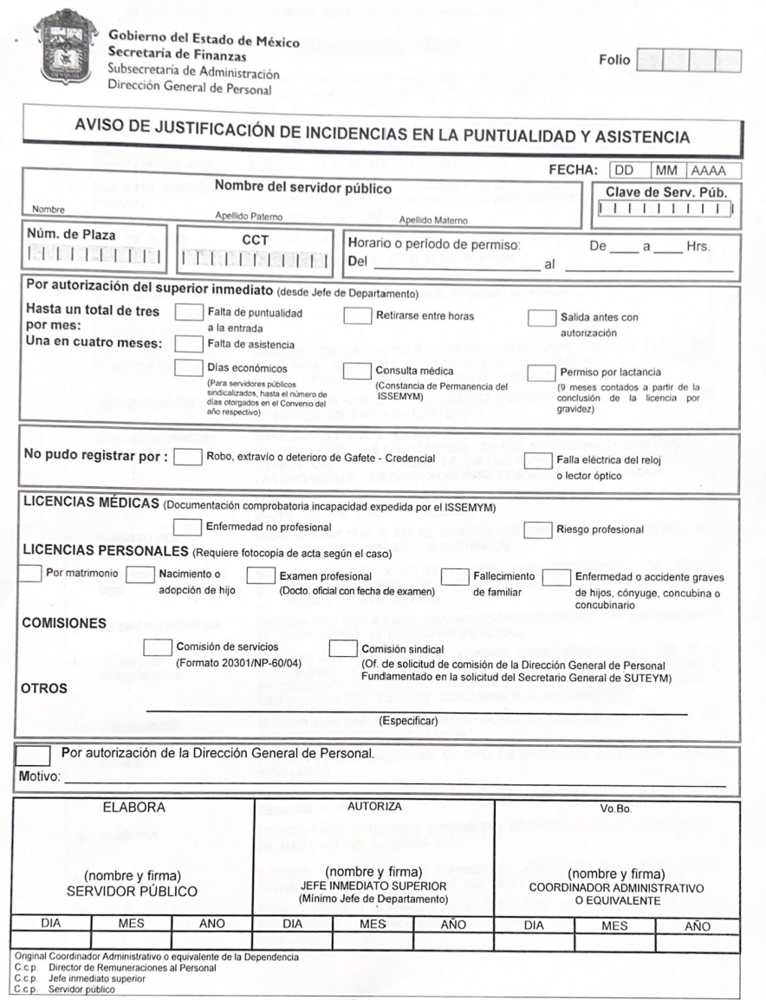 Gobierno del Estado de México
Secretaría de Finanzas
Subsecretaría de Administración
Dirección General de Personal
Folio
AVISO DE JUSTIFICACIÓN DE INCIDENCIAS EN LA PUNTUALIDAD Y ASISTENCIA
FECHA: DD MM AAAA
Nombre del servidor público
Clave de Serv. Púb.
Nombre Apellido Paterno Apellido Materno
Núm. de Plaza
CCT
Horario o período de permiso: De ____ a ____ Hrs.
Del ____ al ____
Por autorización del superior inmediato (desde Jefe de Departamento)
Hasta un total de tres
por mes:
Falta de puntualidad
a la entrada
Retirarse entre horas
Salida antes con
autorización
Una en cuatro meses:
Falta de asistencia
Días económicos
(Para servidores públicos
sindicalizados, hasta el número de
días otorgados en el Convenio del
año respectivo)
Consulta médica
(Constancia de Permanencia del
ISSEMYM)
Permiso por lactancia
(9 meses contados a partir de la
conclusión de la licencia por
gravidez)
No pudo registrar por :
Robo, extravío o deterioro de Gafete - Credencial
Falla eléctrica del reloj
o lector óptico
LICENCIAS MÉDICAS (Documentación comprobatoria incapacidad expedida por el ISSEMYM)
Enfermedad no profesional
Riesgo profesional
LICENCIAS PERSONALES (Requiere fotocopia de acta según el caso)
Por matrimonio
Nacimiento o
adopción de hijo
Examen profesional
(Docto. oficial con fecha de examen)
Fallecimiento
de familiar
Enfermedad o accidente graves
de hijos, cónyuge, concubina o
concubinario
COMISIONES
Comisión de servicios
(Formato 20301/NP-60/04)
Comisión sindical
(Of. de solicitud de comisión de la Dirección General de Personal
Fundamentado en la solicitud del Secretario General de SUTEYM)
OTROS
(Especificar)
Por autorización de la Dirección General de Personal.
Motivo:
ELABORA
(nombre y firma)
SERVIDOR PÚBLICO
AUTORIZA
(nombre y firma)
JEFE INMEDIATO SUPERIOR
(Mínimo Jefe de Departamento)
Vo.Bo.
(nombre y firma)
COORDINADOR ADMINISTRATIVO
O EQUIVALENTE
DIA MES ANO DIA MES AÑO DIA MES AÑO
Original Coordinador Administrativo o equivalente de la Dependencia
C.c.p. Director de Remuneraciones al Personal
C.c.p. Jefe inmediato superior
C.c.p. Servidor público